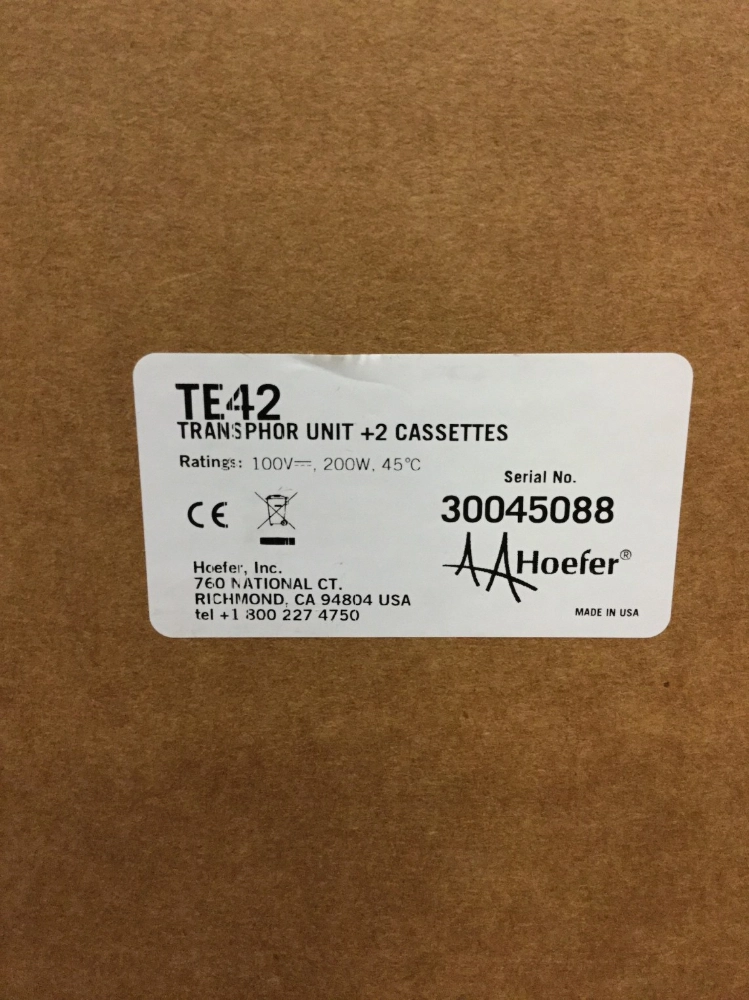 TE42
TRANSPHOR UNIT +2 CASSETTES
Ratings: 100V⎓, 200W, 45°C
Serial No.
30045088
CE
Hoefer®
Hoefer, Inc.
760 NATIONAL CT.
RICHMOND, CA 94804 USA
tel +1 800 227 4750
MADE IN USA